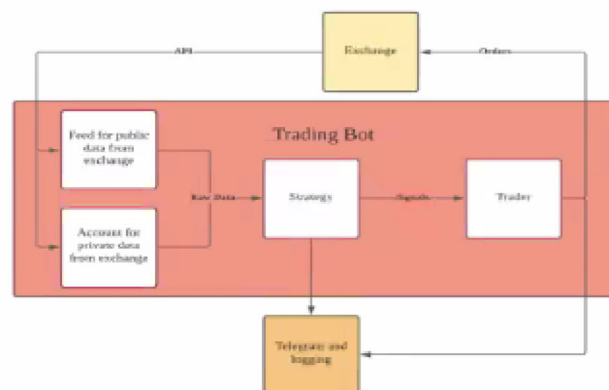 API
Exchange
Orders
Feed for public
data from
exchange
Trading Bot
Raw Data
Strategy
Signals
Trader
Account for
private data
from exchange
Telegram and
logging